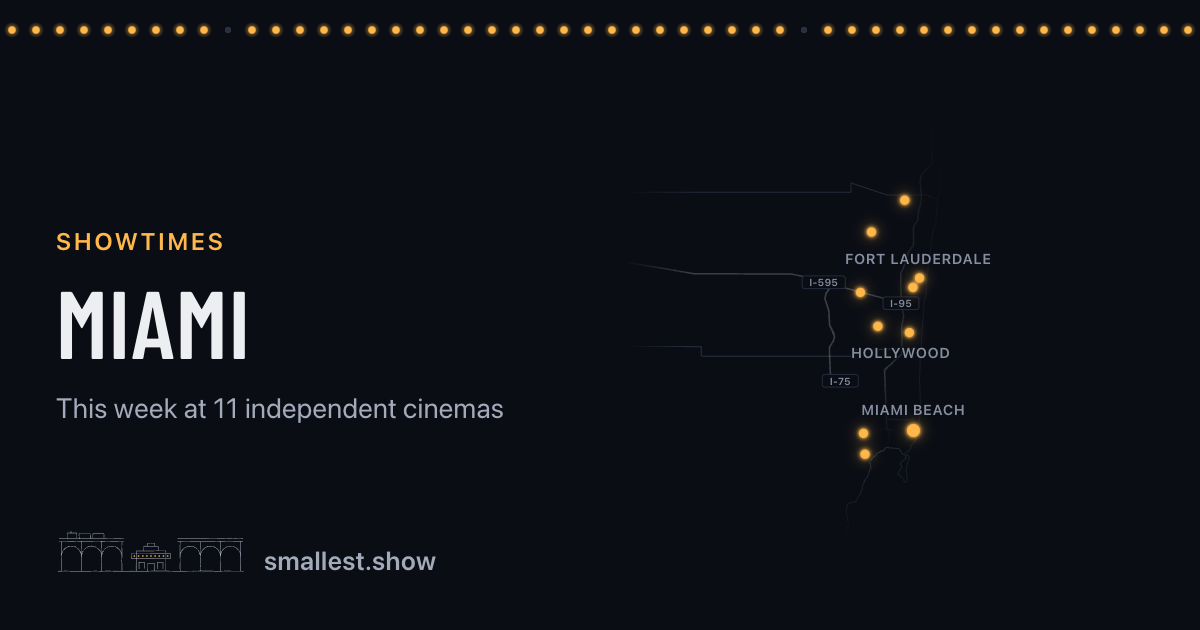 SHOWTIMES
MIAMI
This week at 11 independent cinemas
smallest.show
FORT LAUDERDALE
I-595
I-95
HOLLYWOOD
I-75
MIAMI BEACH